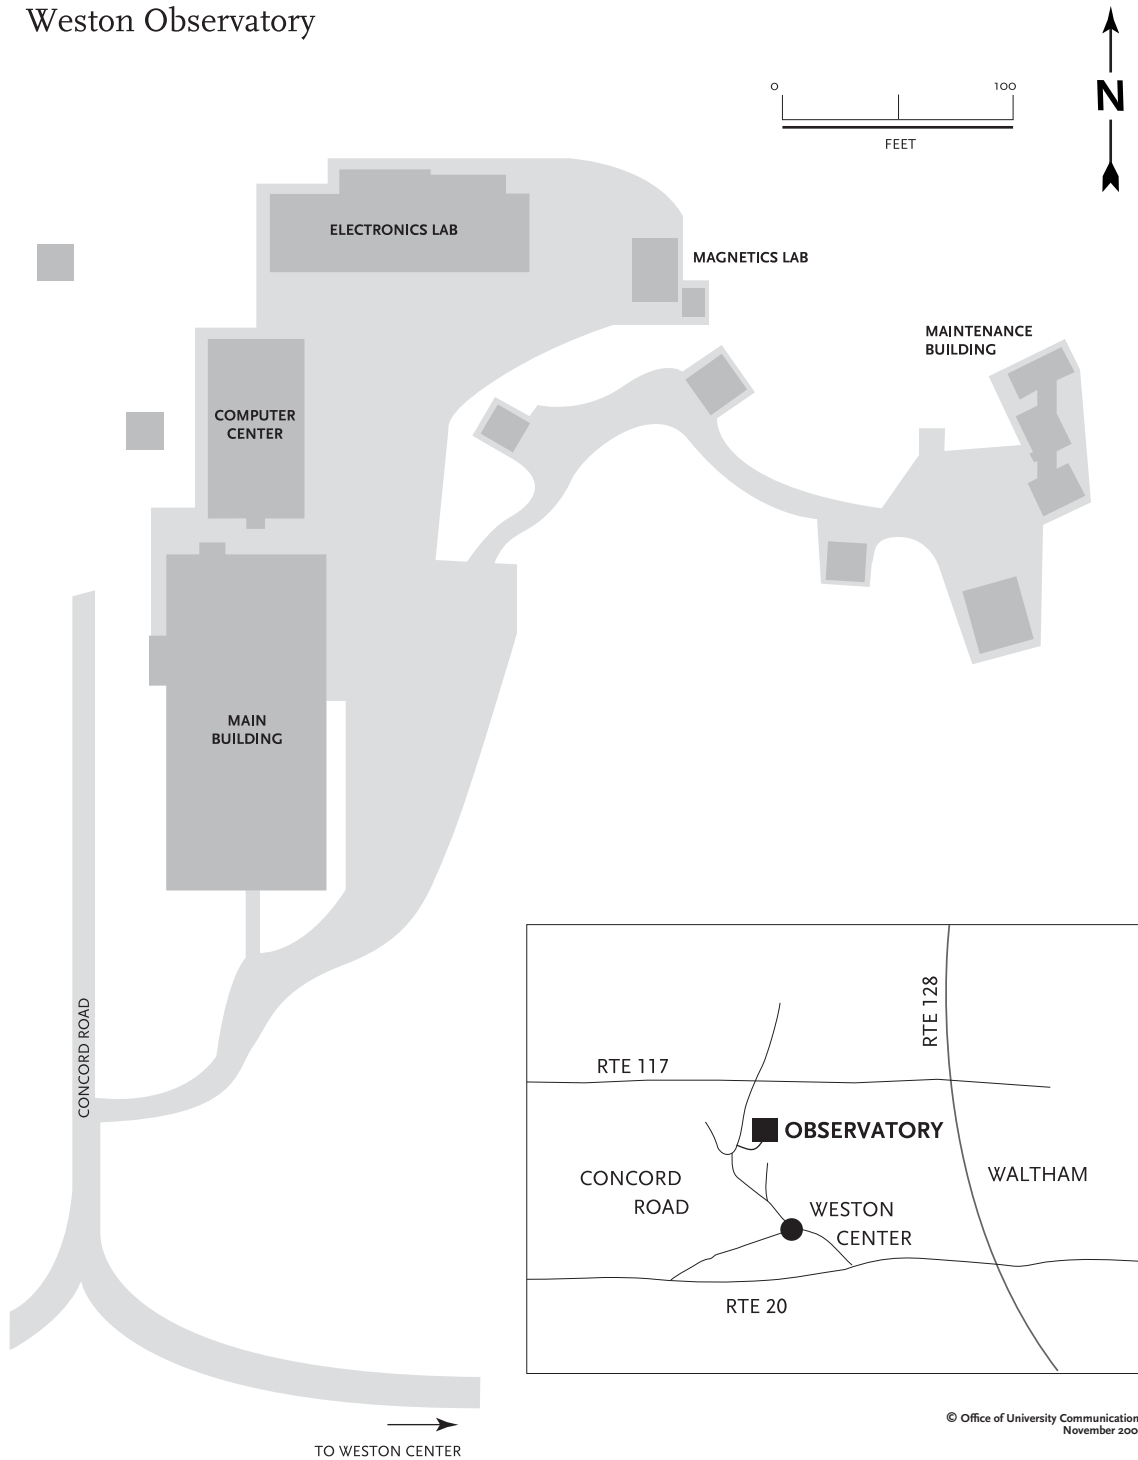 Weston Observatory
0 100
FEET
N
ELECTRONICS LAB
MAGNETICS LAB
MAINTENANCE
BUILDING
COMPUTER
CENTER
MAIN
BUILDING
CONCORD ROAD
RTE 128
RTE 117
OBSERVATORY
CONCORD
ROAD
WALTHAM
WESTON
CENTER
RTE 20
© Office of University Communication
November 200
TO WESTON CENTER